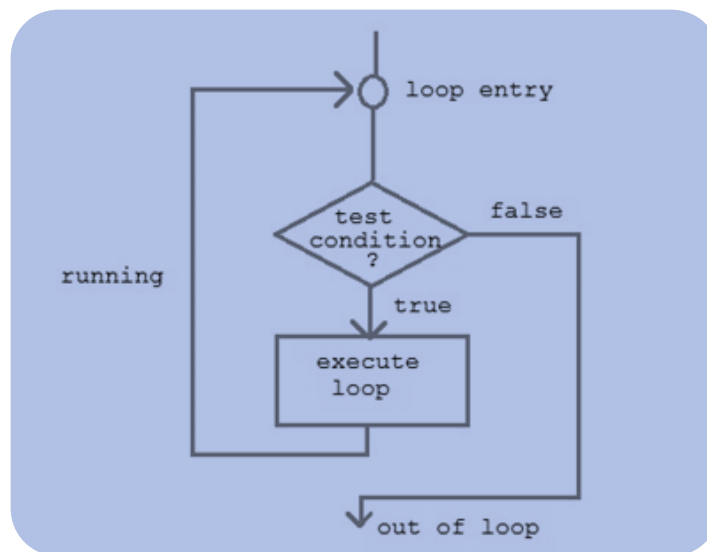 loop entry
test
condition
?
false
running
true
execute
loop
out of loop